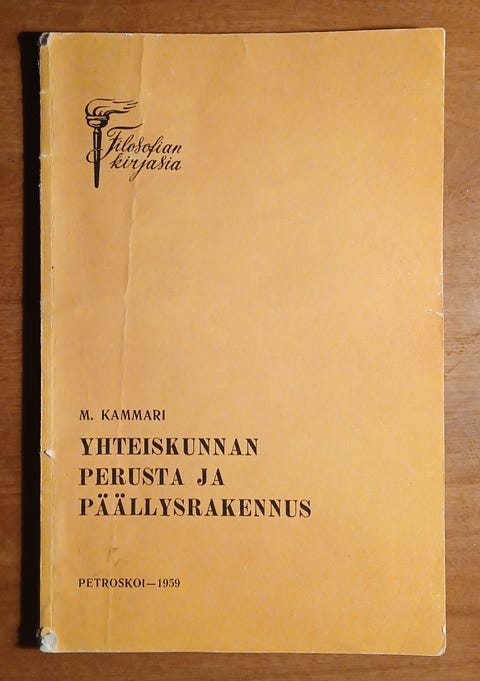 Filosofian
kirjasia
M. KAMMARI
YHTEISKUNNAN
PERUSTA JA
PÄÄLLYSRAKENNUS
PETROSKOI—1959